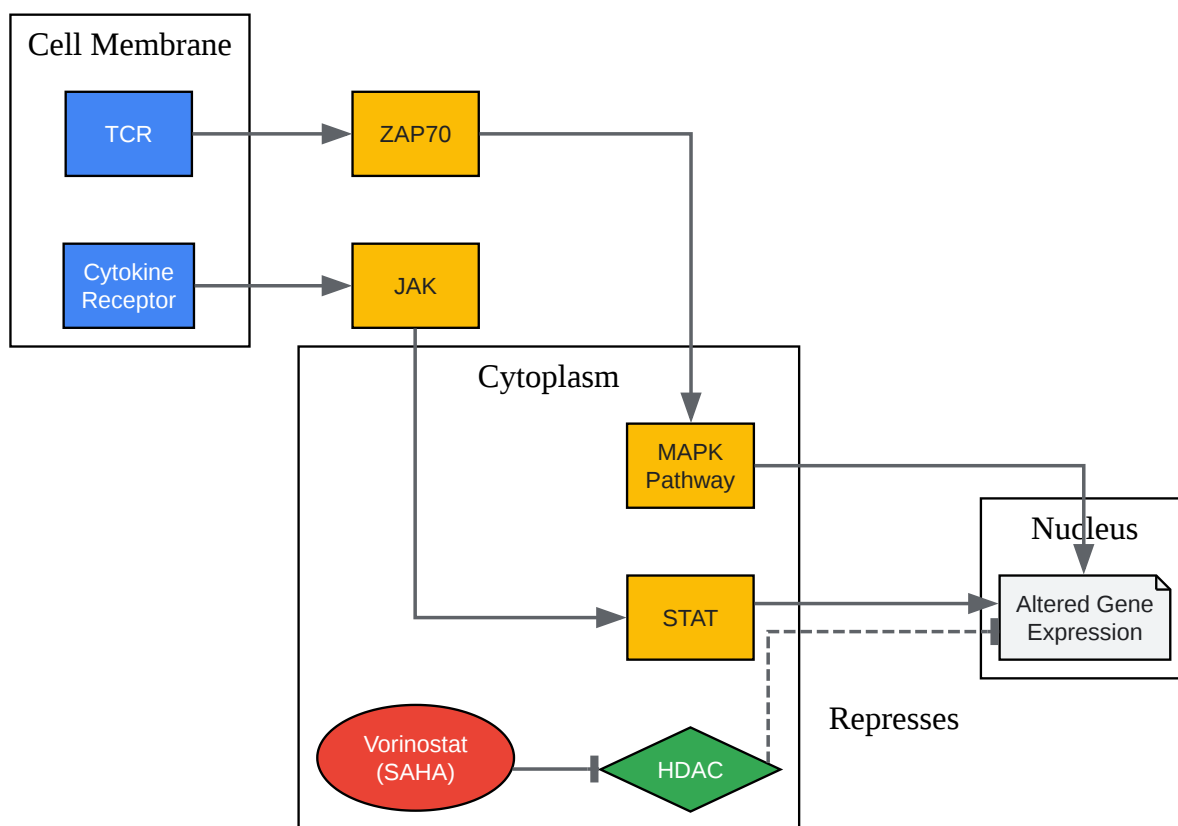 Cell Membrane
TCR
ZAP70
Cytokine
Receptor
JAK
Cytoplasm
MAPK
Pathway
Nucleus
STAT
Altered Gene
Expression
Represses
Vorinostat
(SAHA)
HDAC